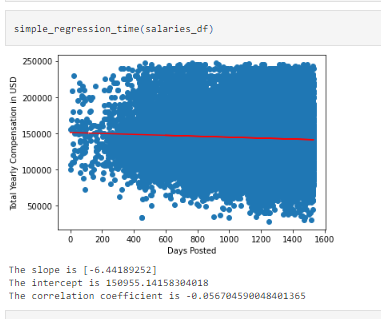 simple_regression_time(salaries_df)
250000
200000
150000
100000
50000
Total Yearly Compensation in USD
0 200 400 600 800 1000 1200 1400 1600
Days Posted
The slope is [-6.44189252]
The intercept is 150955.14158304018
The correlation coefficient is -0.056704590048401365